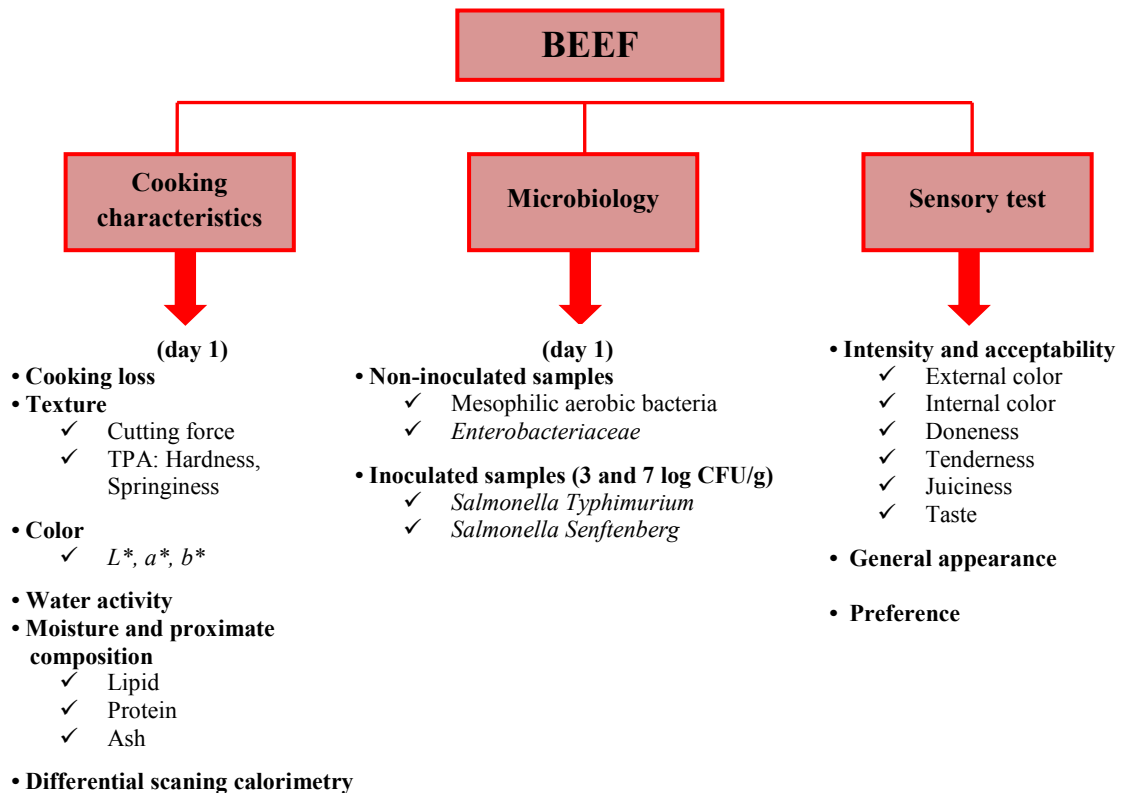 BEEF
Cooking
characteristics
Microbiology
Sensory test
(day 1)
• Cooking loss
• Texture
✓ Cutting force
✓ TPA: Hardness,
Springiness
• Color
✓ L*, a*, b*
• Water activity
• Moisture and proximate
composition
✓ Lipid
✓ Protein
✓ Ash
• Differential scaning calorimetry
(day 1)
• Non-inoculated samples
✓ Mesophilic aerobic bacteria
✓ Enterobacteriaceae
• Inoculated samples (3 and 7 log CFU/g)
✓ Salmonella Typhimurium
✓ Salmonella Senftenberg
• Intensity and acceptability
✓ External color
✓ Internal color
✓ Doneness
✓ Tenderness
✓ Juiciness
✓ Taste
• General appearance
• Preference